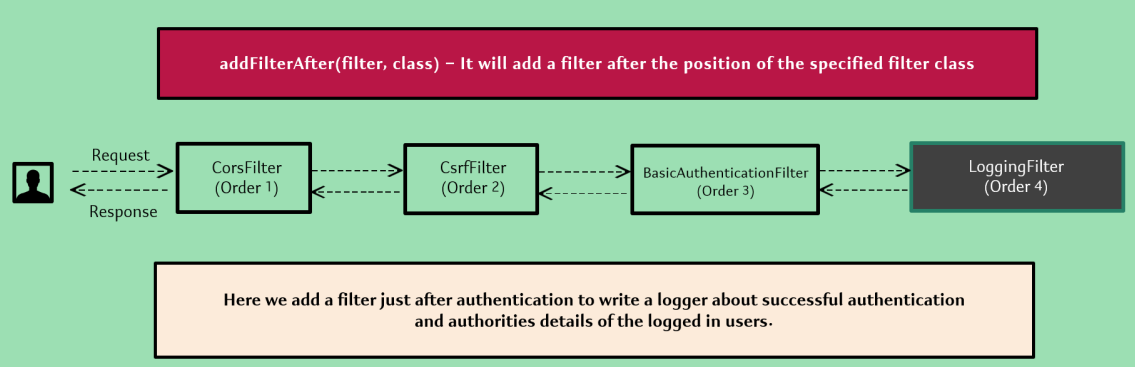 addFilterAfter(filter, class) – It will add a filter after the position of the specified filter class
Request
Response
CorsFilter
(Order 1)
CsrfFilter
(Order 2)
BasicAuthenticationFilter
(Order 3)
LoggingFilter
(Order 4)
Here we add a filter just after authentication to write a logger about successful authentication
and authorities details of the logged in users.